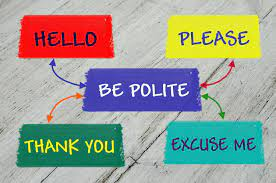 HELLO
PLEASE
BE POLITE
THANK YOU
EXCUSE ME